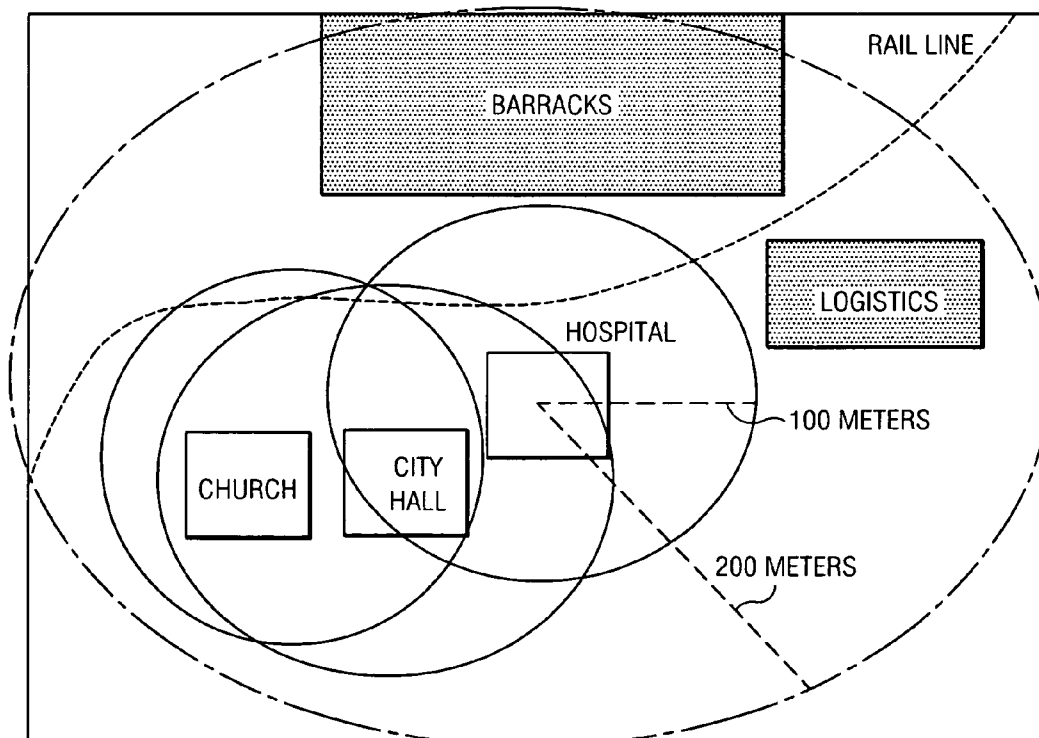 RAIL LINE
BARRACKS
LOGISTICS
HOSPITAL
100 METERS
CHURCH
CITY
HALL
200 METERS